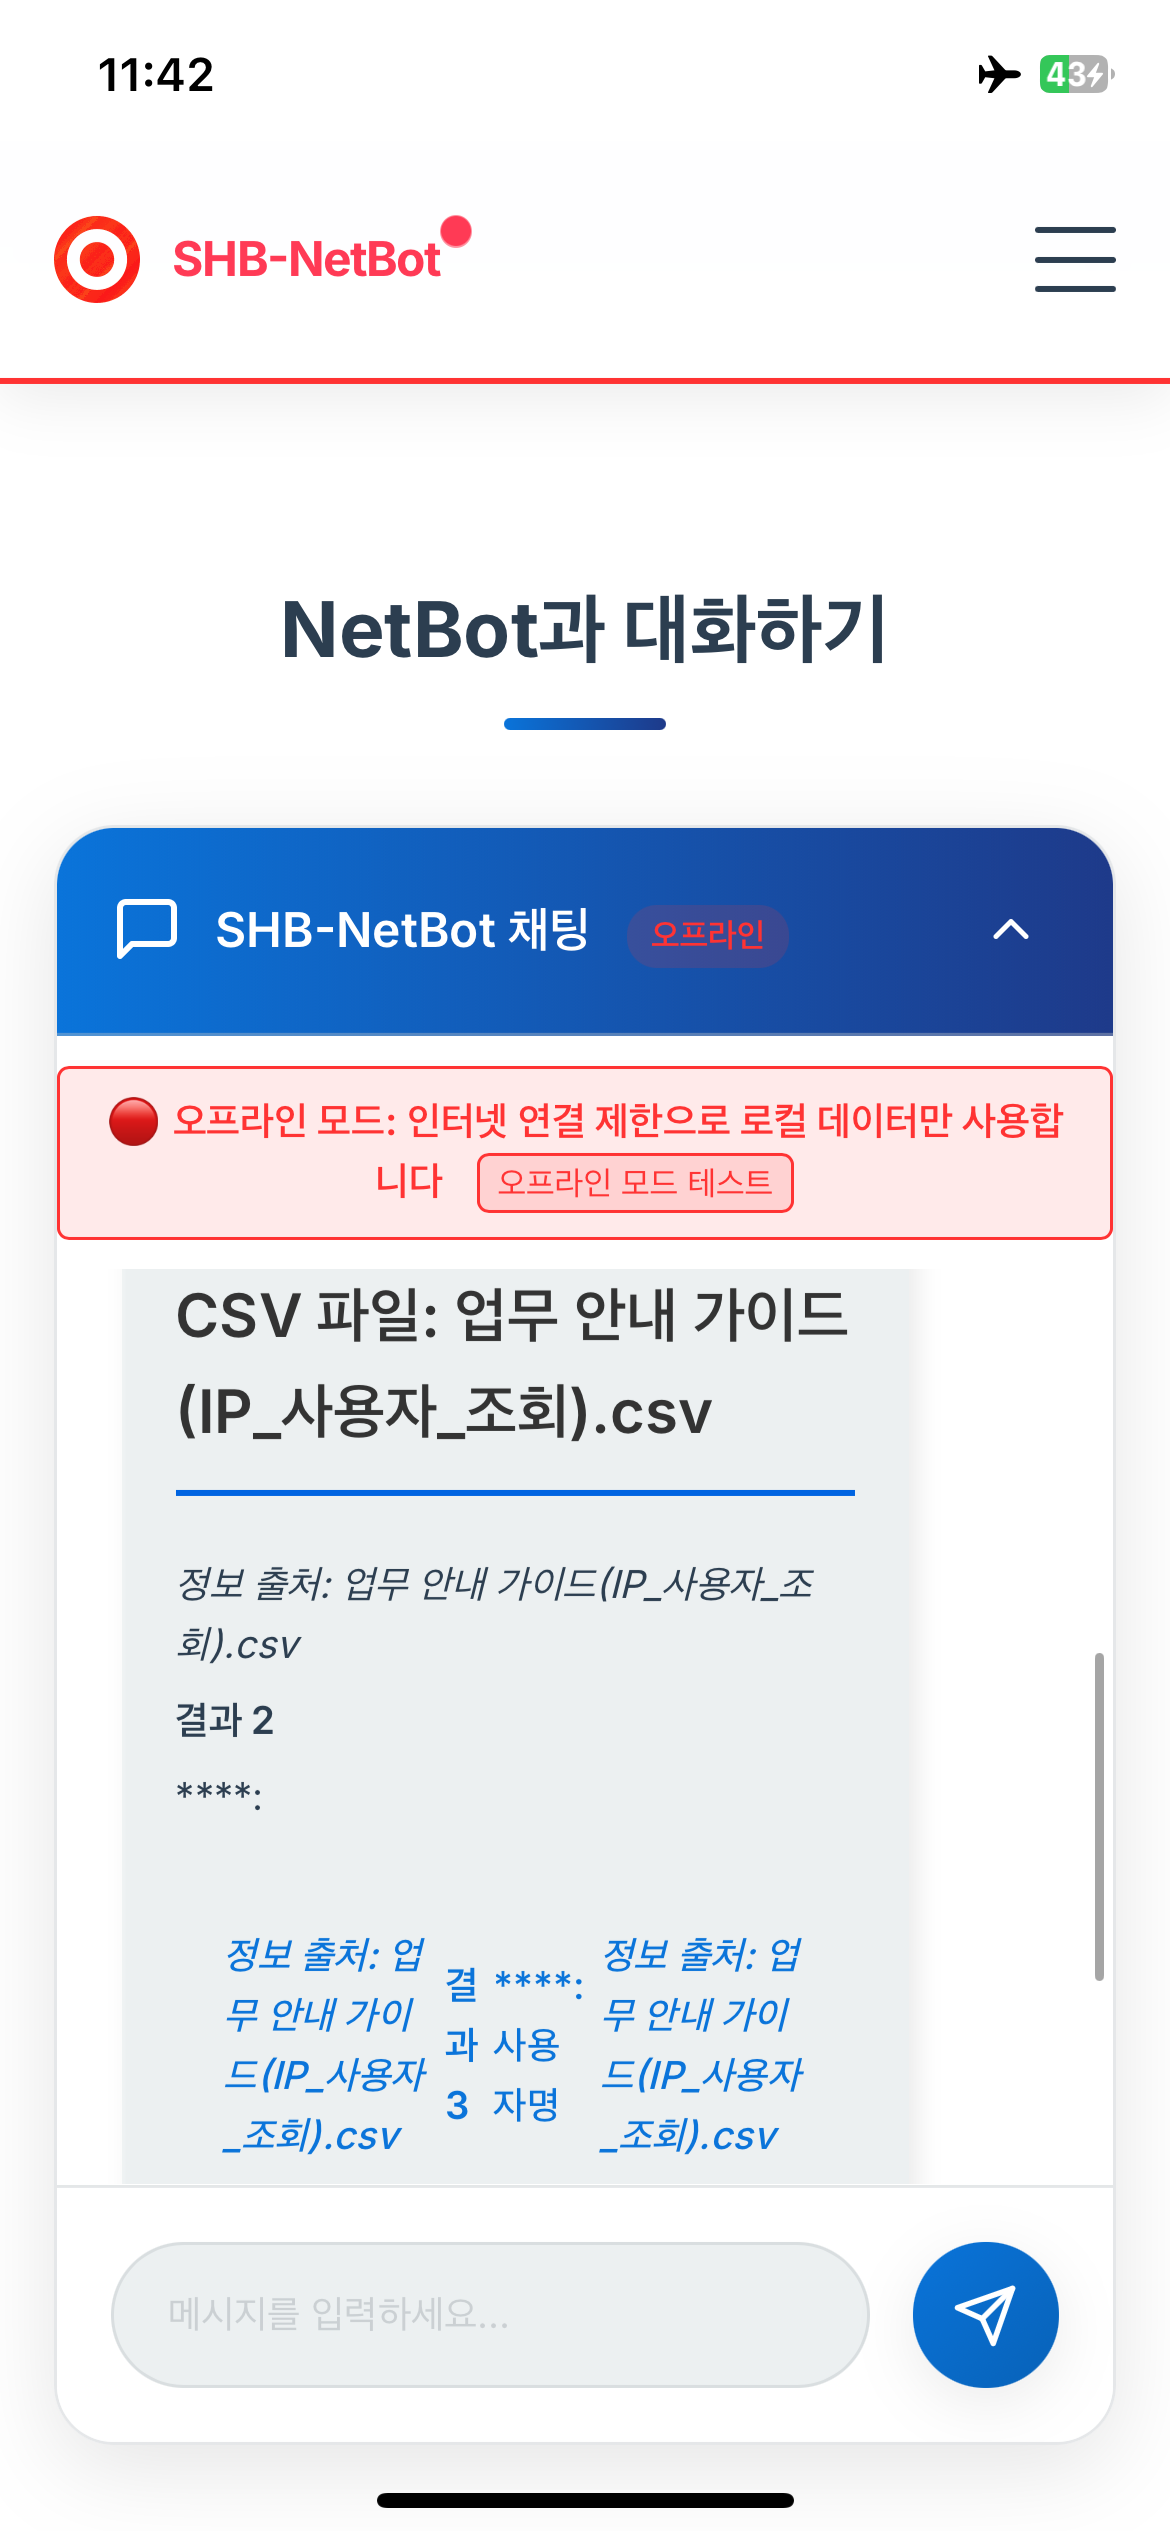 11:42
43
SHB-NetBot
NetBot과 대화하기
SHB-NetBot 채팅
오프라인
오프라인 모드: 인터넷 연결 제한으로 로컬 데이터만 사용합
니다
오프라인 모드 테스트
CSV 파일: 업무 안내 가이드
(IP_사용자_조회).csv
정보 출처: 업무 안내 가이드(IP_사용자_조
회).csv
결과 2
****:
정보 출처: 업
무 안내 가이
드(IP_사용자
_조회).csv
결
과
3
****:
사용
자명
정보 출처: 업
무 안내 가이
드(IP_사용자
_조회).csv
메시지를 입력하세요...